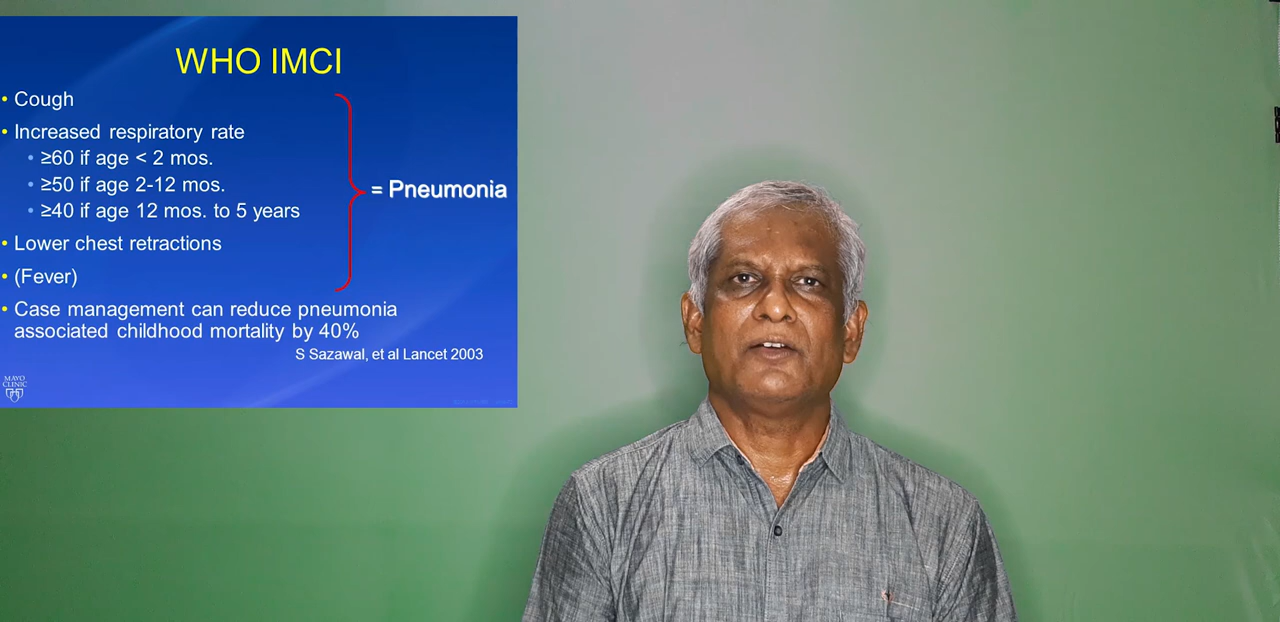 WHO IMCI
• Cough
• Increased respiratory rate
• ≥60 if age < 2 mos.
• ≥50 if age 2-12 mos.
• ≥40 if age 12 mos. to 5 years
= Pneumonia
• Lower chest retractions
• (Fever)
• Case management can reduce pneumonia
associated childhood mortality by 40%
S Sazawal, et al Lancet 2003
MAYO
CLINIC